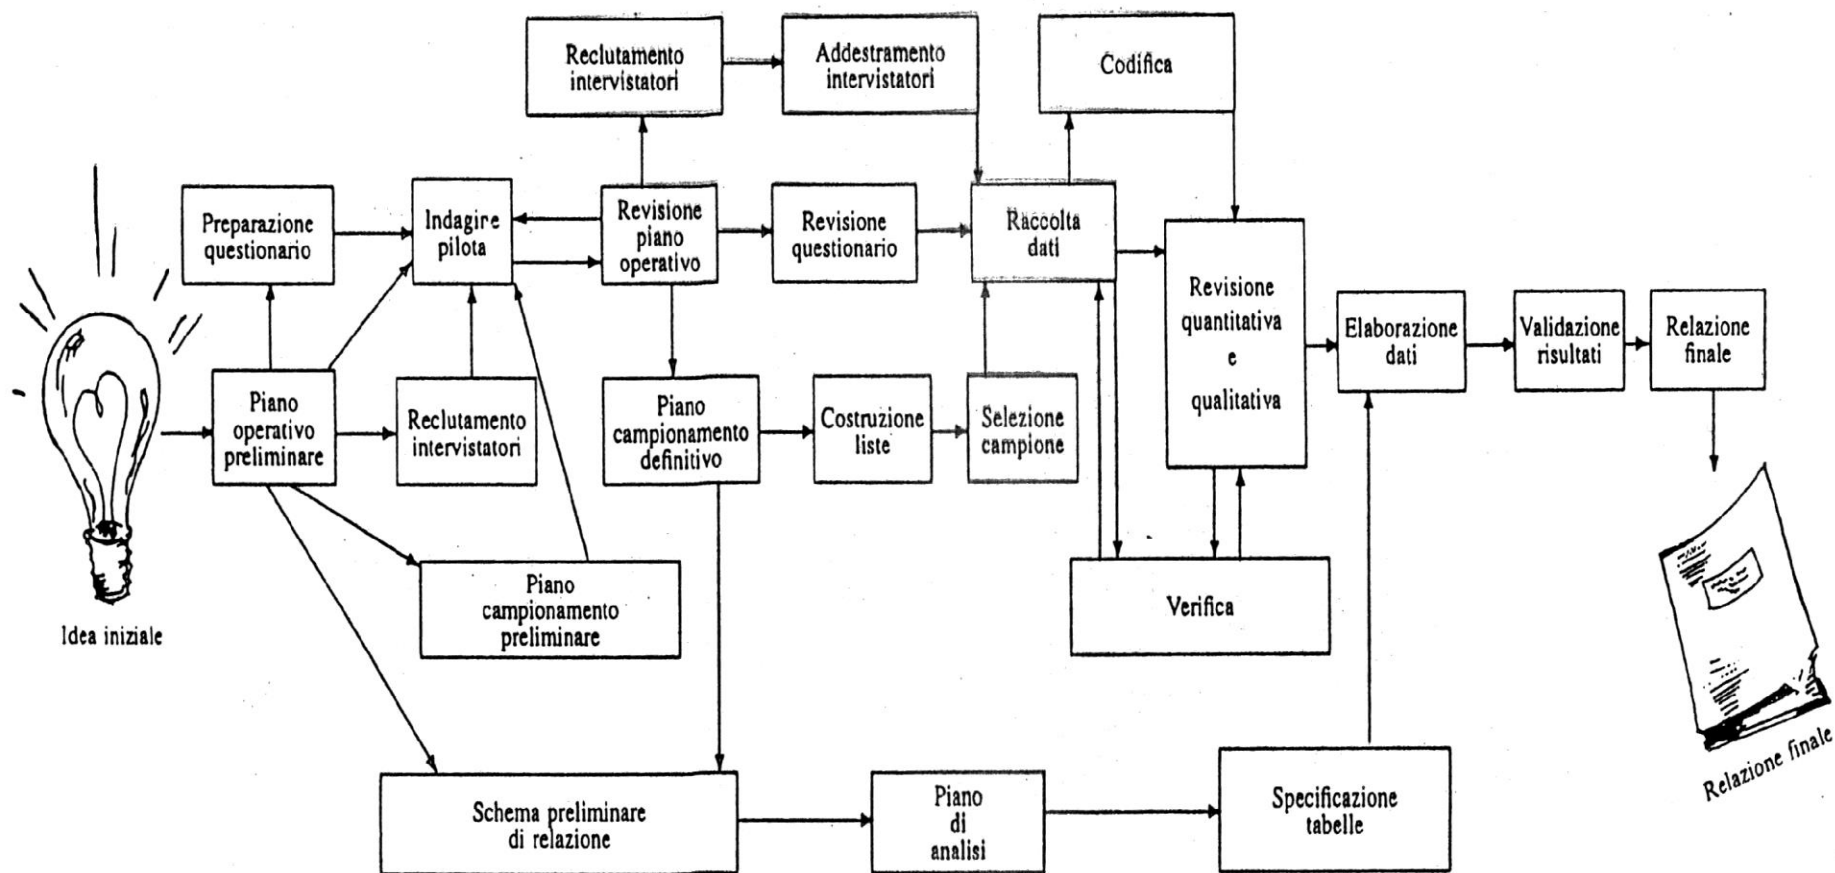 Reclutamento
intervistatori
Addestramento
intervistatori
Codifica
Preparazione
questionario
Indagire
pilota
Revisione
piano
operativo
Revisione
questionario
Raccolta
dati
Revisione
quantitativa
e
qualitativa
Elaborazione
dati
Validazione
risultati
Relazione
finale
Piano
operativo
preliminare
Reclutamento
intervistatori
Piano
campionamento
definitivo
Costruzione
liste
Selezione
campione
Piano
campionamento
preliminare
Verifica
Idea iniziale
Schema preliminare
di relazione
Piano
di
analisi
Specificazione
tabelle
Relazione finale